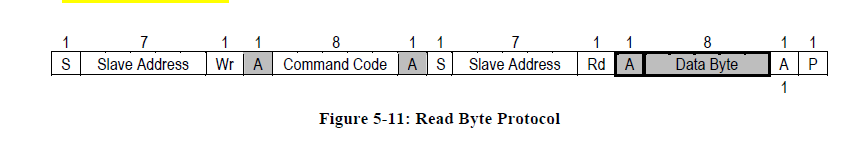 1 7 1 1 8 1 1 7 1 1 8 1 1
S Slave Address Wr A Command Code A S Slave Address Rd A Data Byte A P
1
Figure 5-11: Read Byte Protocol